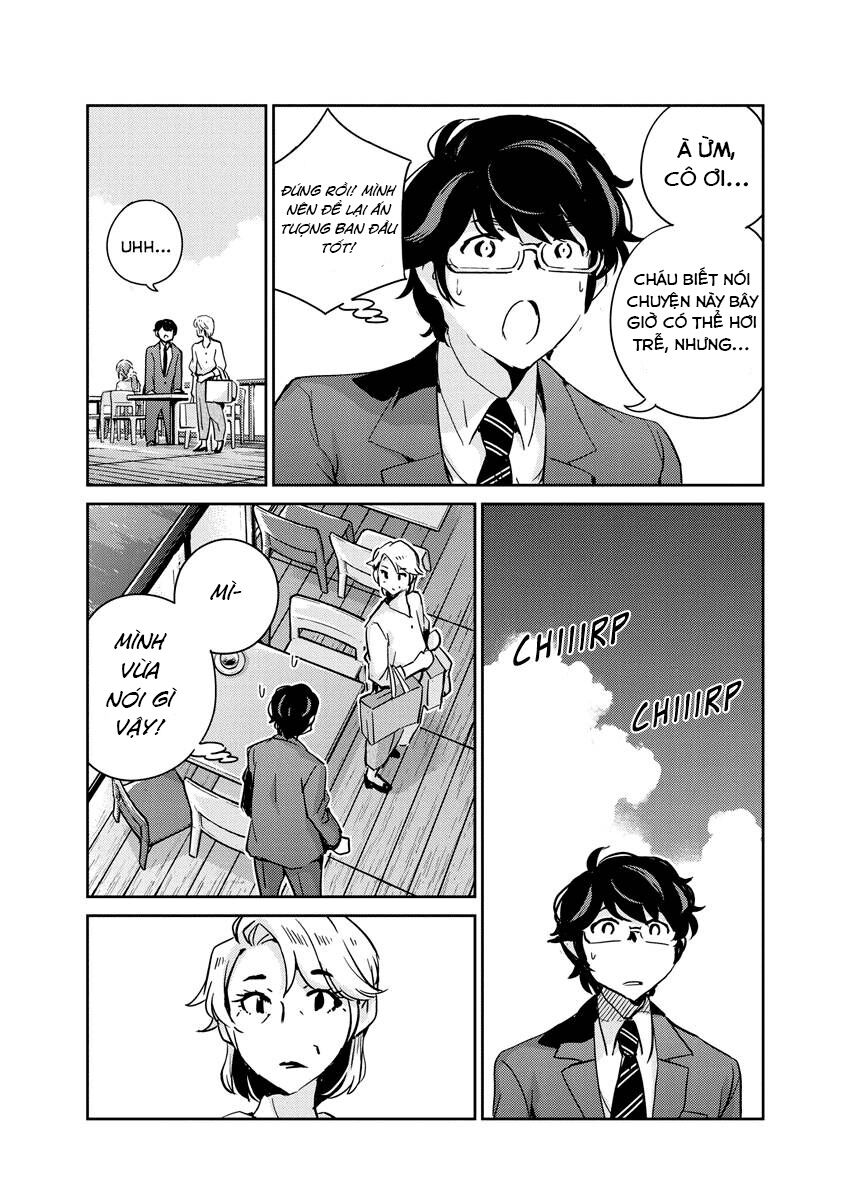 À ỪM,
CÔ ƠI...
CHÁU BIẾT NÓI
CHUYỆN NÀY BÂY
GIỜ CÓ THỂ HƠI
TRỄ, NHƯNG...
ĐÚNG RỒI! MÌNH
NÊN ĐỂ LẠI ẤN
TƯỢNG BAN ĐẦU
TỐT!
UHH...
CHIIIRP
CHIIIRP
MÌ-
MÌNH
VỪA
NÓI GÌ
VẬY!